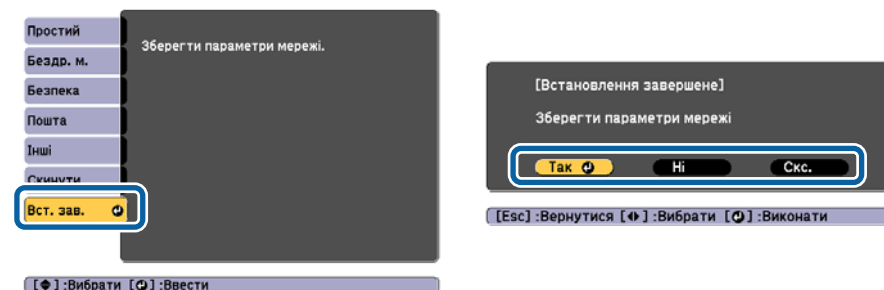 Простий
Бездр. м.
Безпека
Пошта
Інші
Скинути
Вст. зав.
Зберегти параметри мережі.
[ ]:Вибрати [ ]:Ввести
[Встановлення завершене]
Зберегти параметри мережі
Так Ні Скс.
[Esc] :Вернутися [ ] :Вибрати [ ] :Виконати